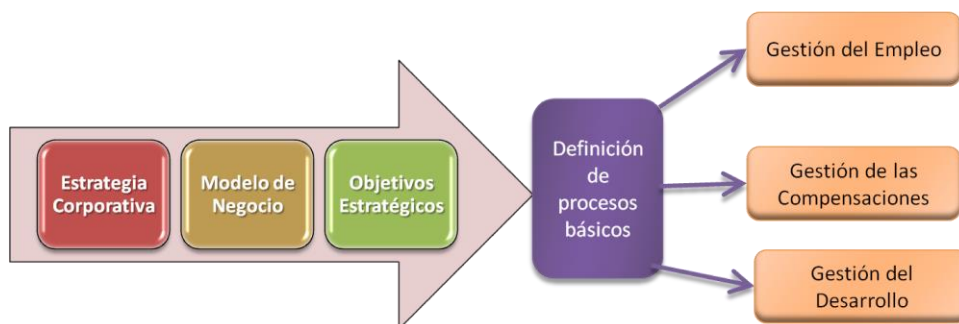 Estrategia
Corporativa
Modelo de
Negocio
Objetivos
Estratégicos
Definición
de
procesos
básicos
Gestión del Empleo
Gestión de las
Compensaciones
Gestión del
Desarrollo